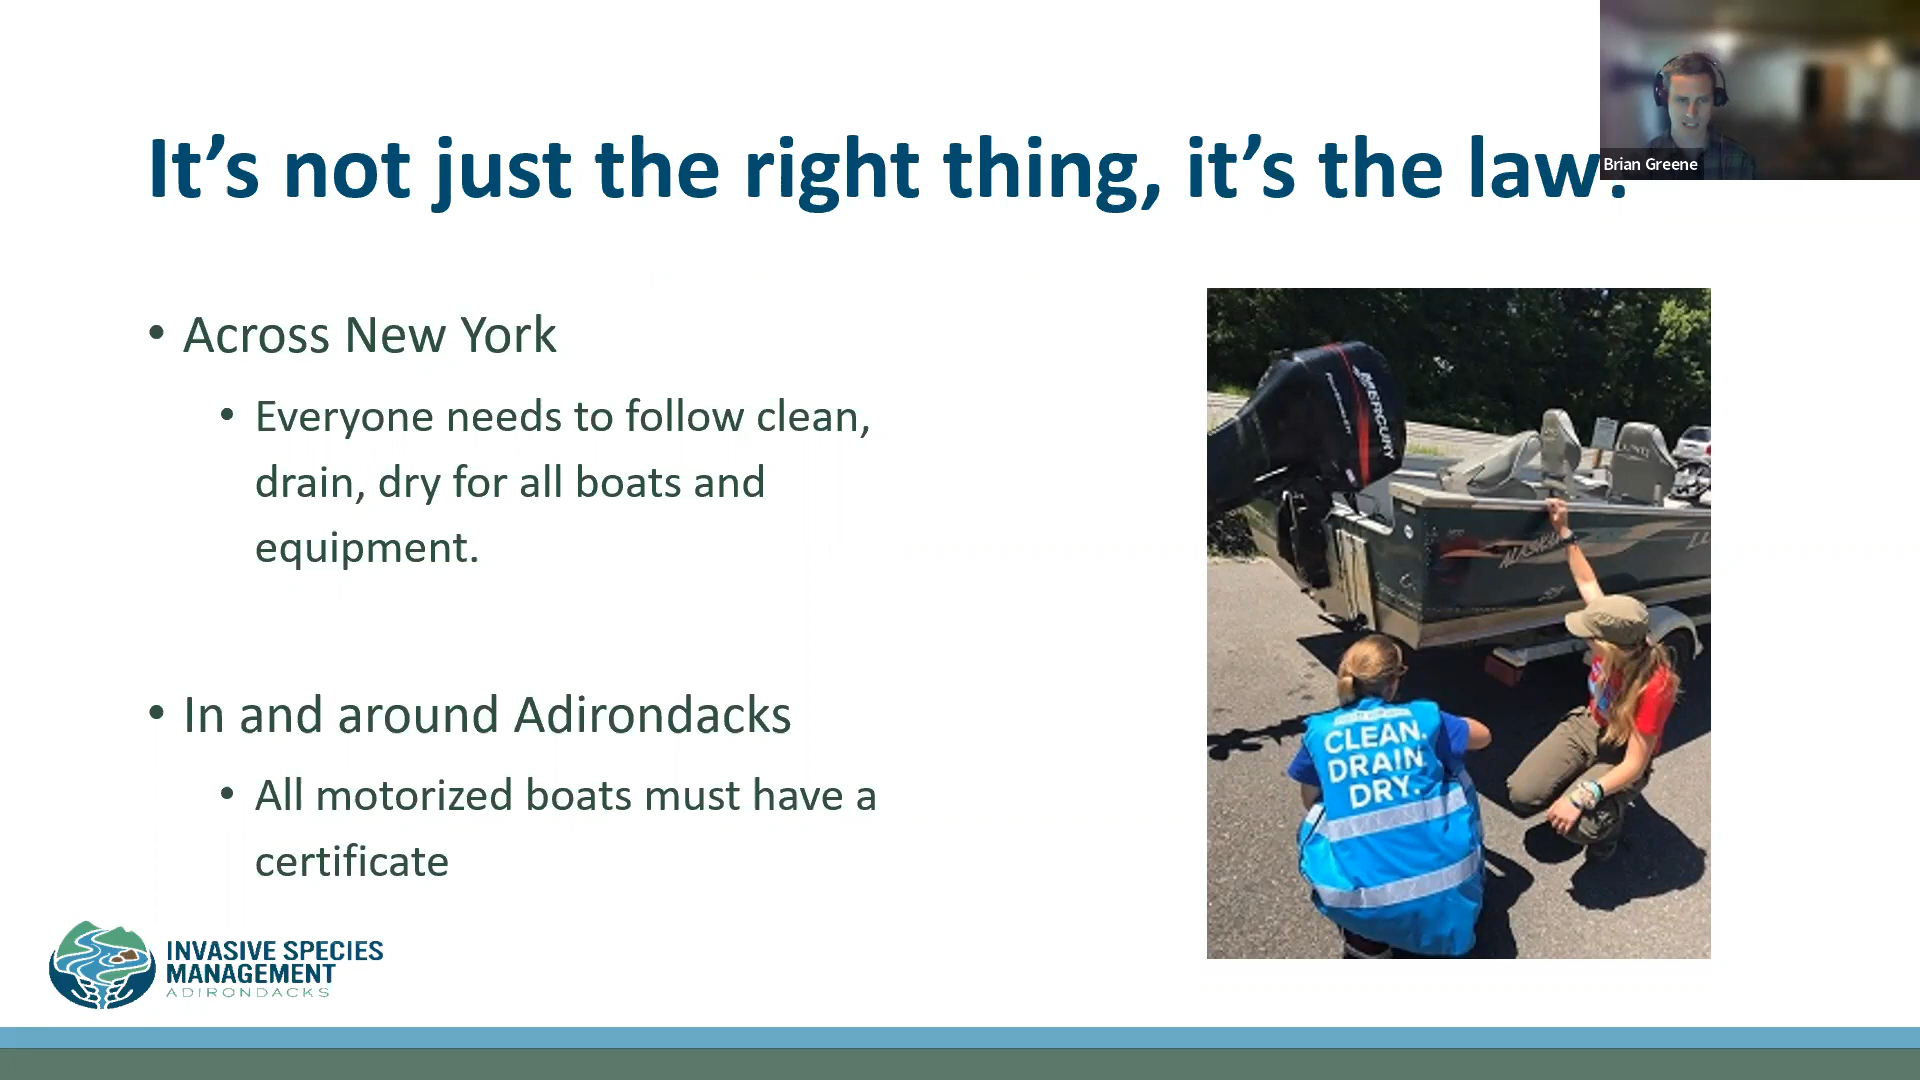 It’s not just the right thing, it’s the law!
Brian Greene
• Across New York
• Everyone needs to follow clean,
drain, dry for all boats and
equipment.
• In and around Adirondacks
• All motorized boats must have a
certificate
MERCURY
ALASKAN
CLEAN.
DRAIN
DRY.
INVASIVE SPECIES
MANAGEMENT
ADIRONDACKS